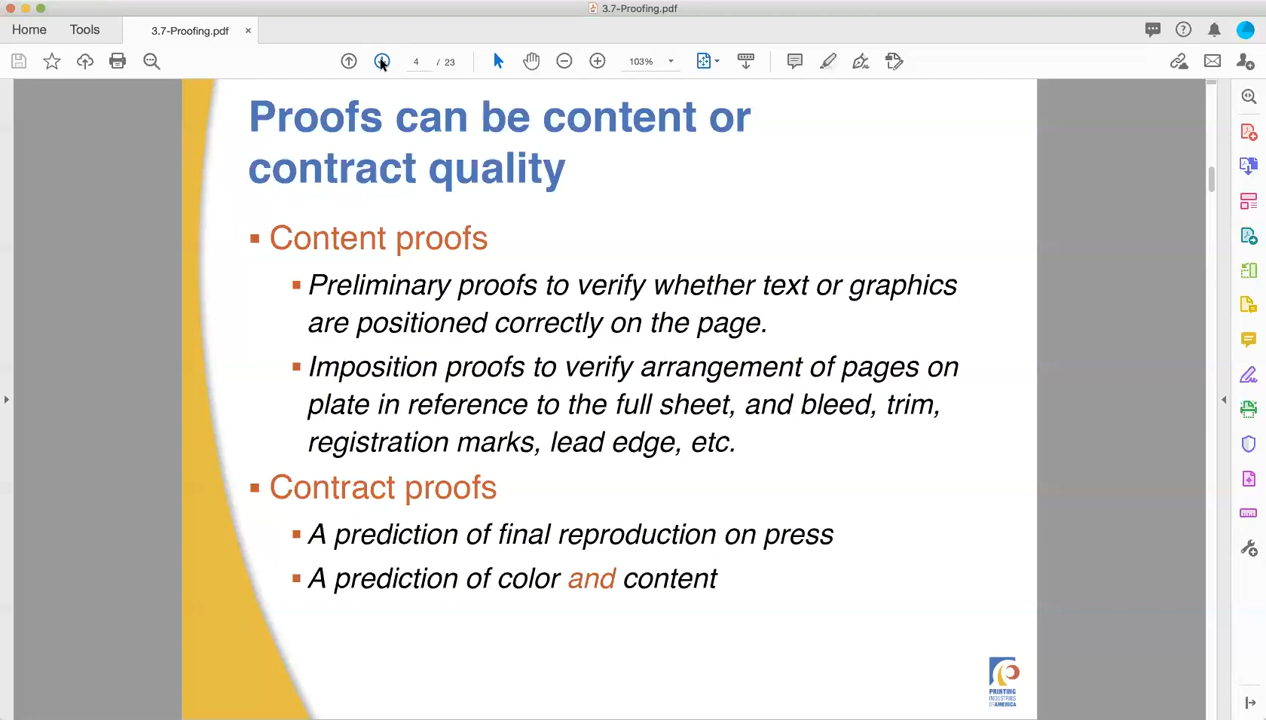 3.7-Proofing.pdf
Home
Tools
3.7-Proofing.pdf ×
4 / 23
103%
Proofs can be content or
contract quality
Content proofs
Preliminary proofs to verify whether text or graphics
are positioned correctly on the page.
Imposition proofs to verify arrangement of pages on
plate in reference to the full sheet, and bleed, trim,
registration marks, lead edge, etc.
Contract proofs
A prediction of final reproduction on press
A prediction of color and content
PRINTING
INDUSTRIES
OF AMERICA